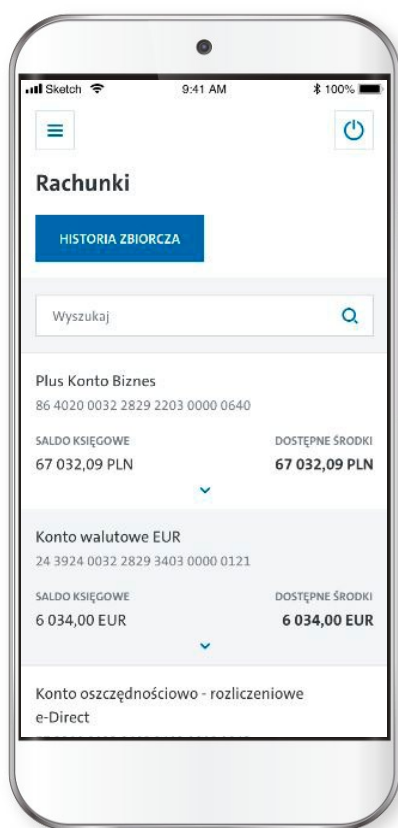 Sketch 9:41 AM 100%
Rachunki
HISTORIA ZBIORCZA
Wyszukaj
Plus Konto Biznes
86 4020 0032 2829 2203 0000 0640
SALDO KSIĘGOWE DOSTĘPNE ŚRODKI
67 032,09 PLN 67 032,09 PLN
Konto walutowe EUR
24 3924 0032 2829 3403 0000 0121
SALDO KSIĘGOWE DOSTĘPNE ŚRODKI
6 034,00 EUR 6 034,00 EUR
Konto oszczędnościowo - rozliczeniowe
e-Direct